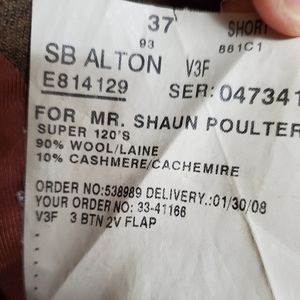 37 SHORT
93 881C1
SB ALTON V3F
E814129 SER: 047341
FOR MR. SHAUN POULTER
SUPER 120'S
90% WOOL/LAINE
10% CASHMERE/CACHEMIRE
ORDER NO:538989 DELIVERY.:01/30/08
YOUR ORDER NO: 33-41166
V3F 3 BTN 2V FLAP